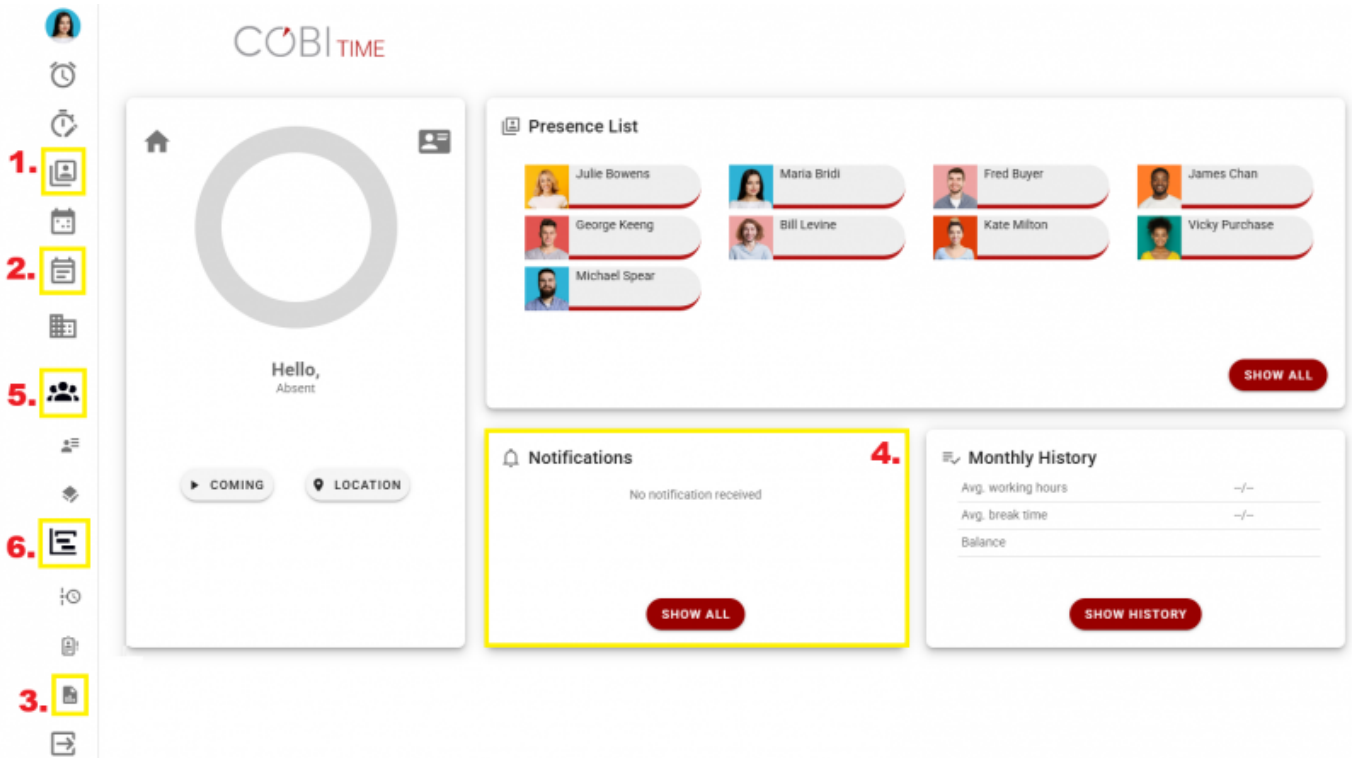 COBI TIME
1.
2.
5.
6.
3.
Hello,
Absent
COMING
LOCATION
Presence List
Julie Bowens
Maria Bridi
Fred Buyer
James Chan
George Keeng
Bill Levine
Kate Milton
Vicky Purchase
Michael Spear
SHOW ALL
Notifications
4.
No notification received
SHOW ALL
Monthly History
Avg. working hours --/--
Avg. break time --/--
Balance
SHOW HISTORY